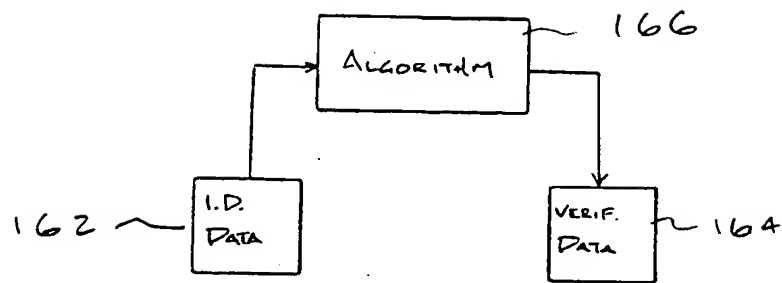 166
ALGORITHM
162
I.D.
DATA
VERIF.
DATA
164